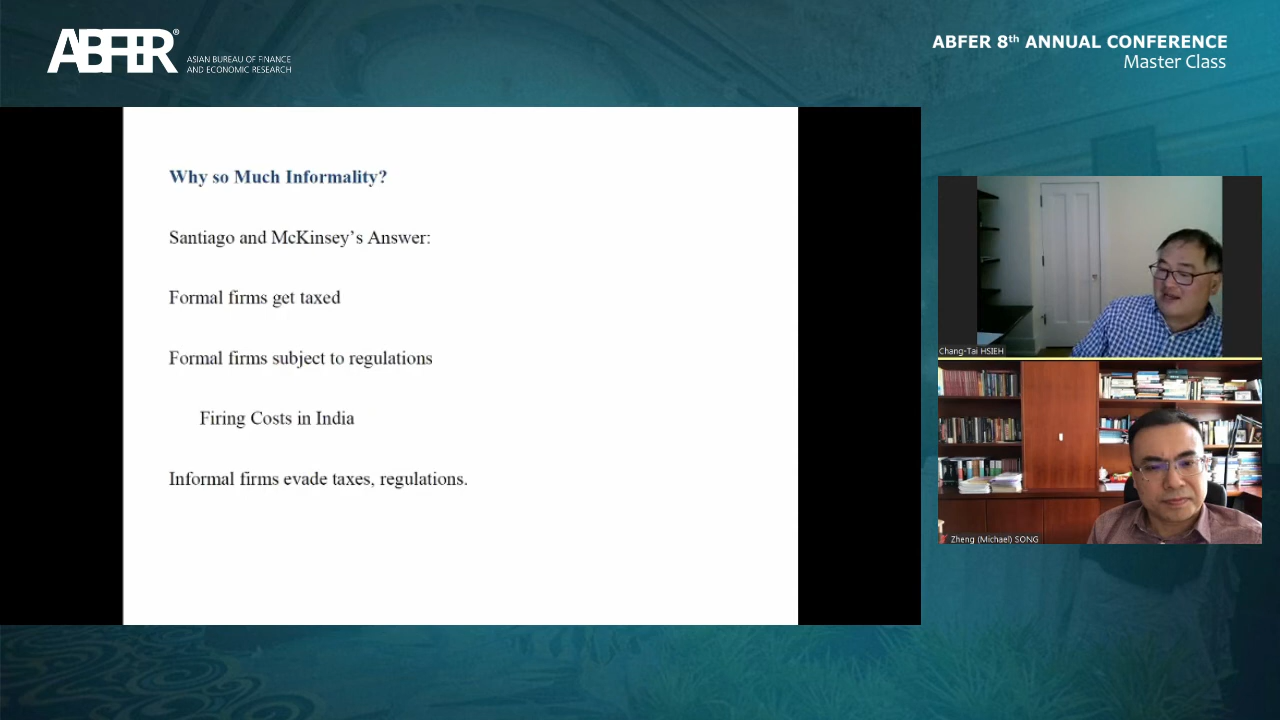 ABFER®
ASIAN BUREAU OF FINANCE
AND ECONOMIC RESEARCH
ABFER 8th ANNUAL CONFERENCE
Master Class
Why so Much Informality?
Santiago and McKinsey's Answer:
Formal firms get taxed
Formal firms subject to regulations
Firing Costs in India
Informal firms evade taxes, regulations.
Chang-Tai HSIEH
Zheng (Michael) SONG